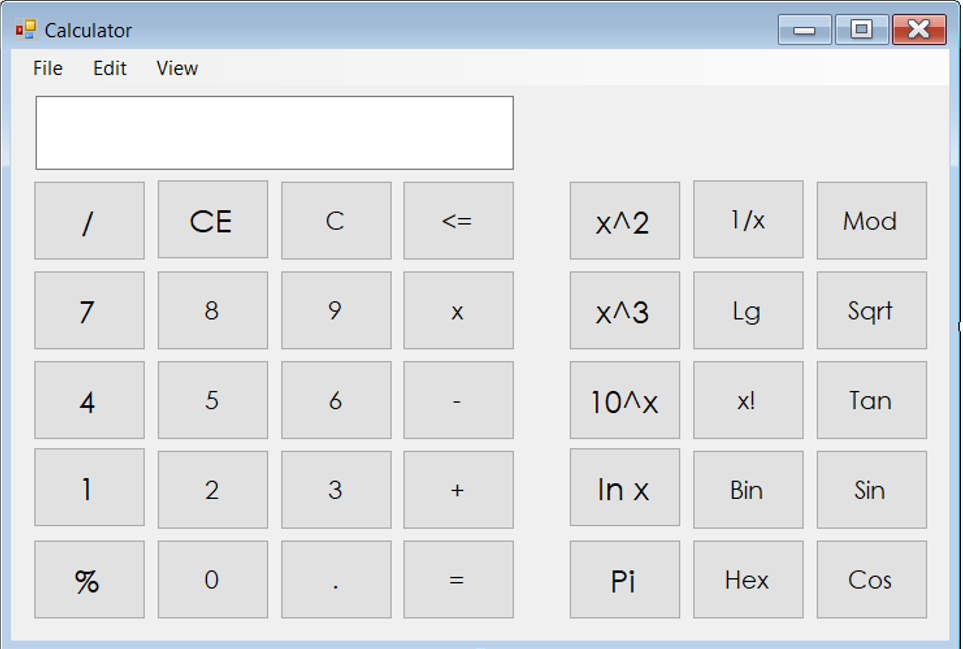 Calculator
File Edit View
/ CE C <= x^2 1/x Mod
7 8 9 x x^3 Lg Sqrt
4 5 6 - 10^x x! Tan
1 2 3 + ln x Bin Sin
% 0 . = Pi Hex Cos